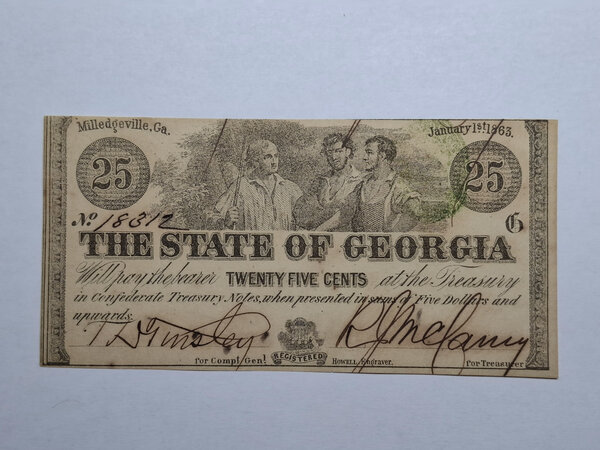 Milledgeville, Ga. January 1st 1863.
25 25
No 18312 G
THE STATE OF GEORGIA
Will pay the bearer TWENTY FIVE CENTS at the Treasury
in Confederate Treasury Notes, when presented in sums of Five Dollars and
upwards.
for Compl. Genl. REGISTERED HOWELL, Engraver. for Treasurer